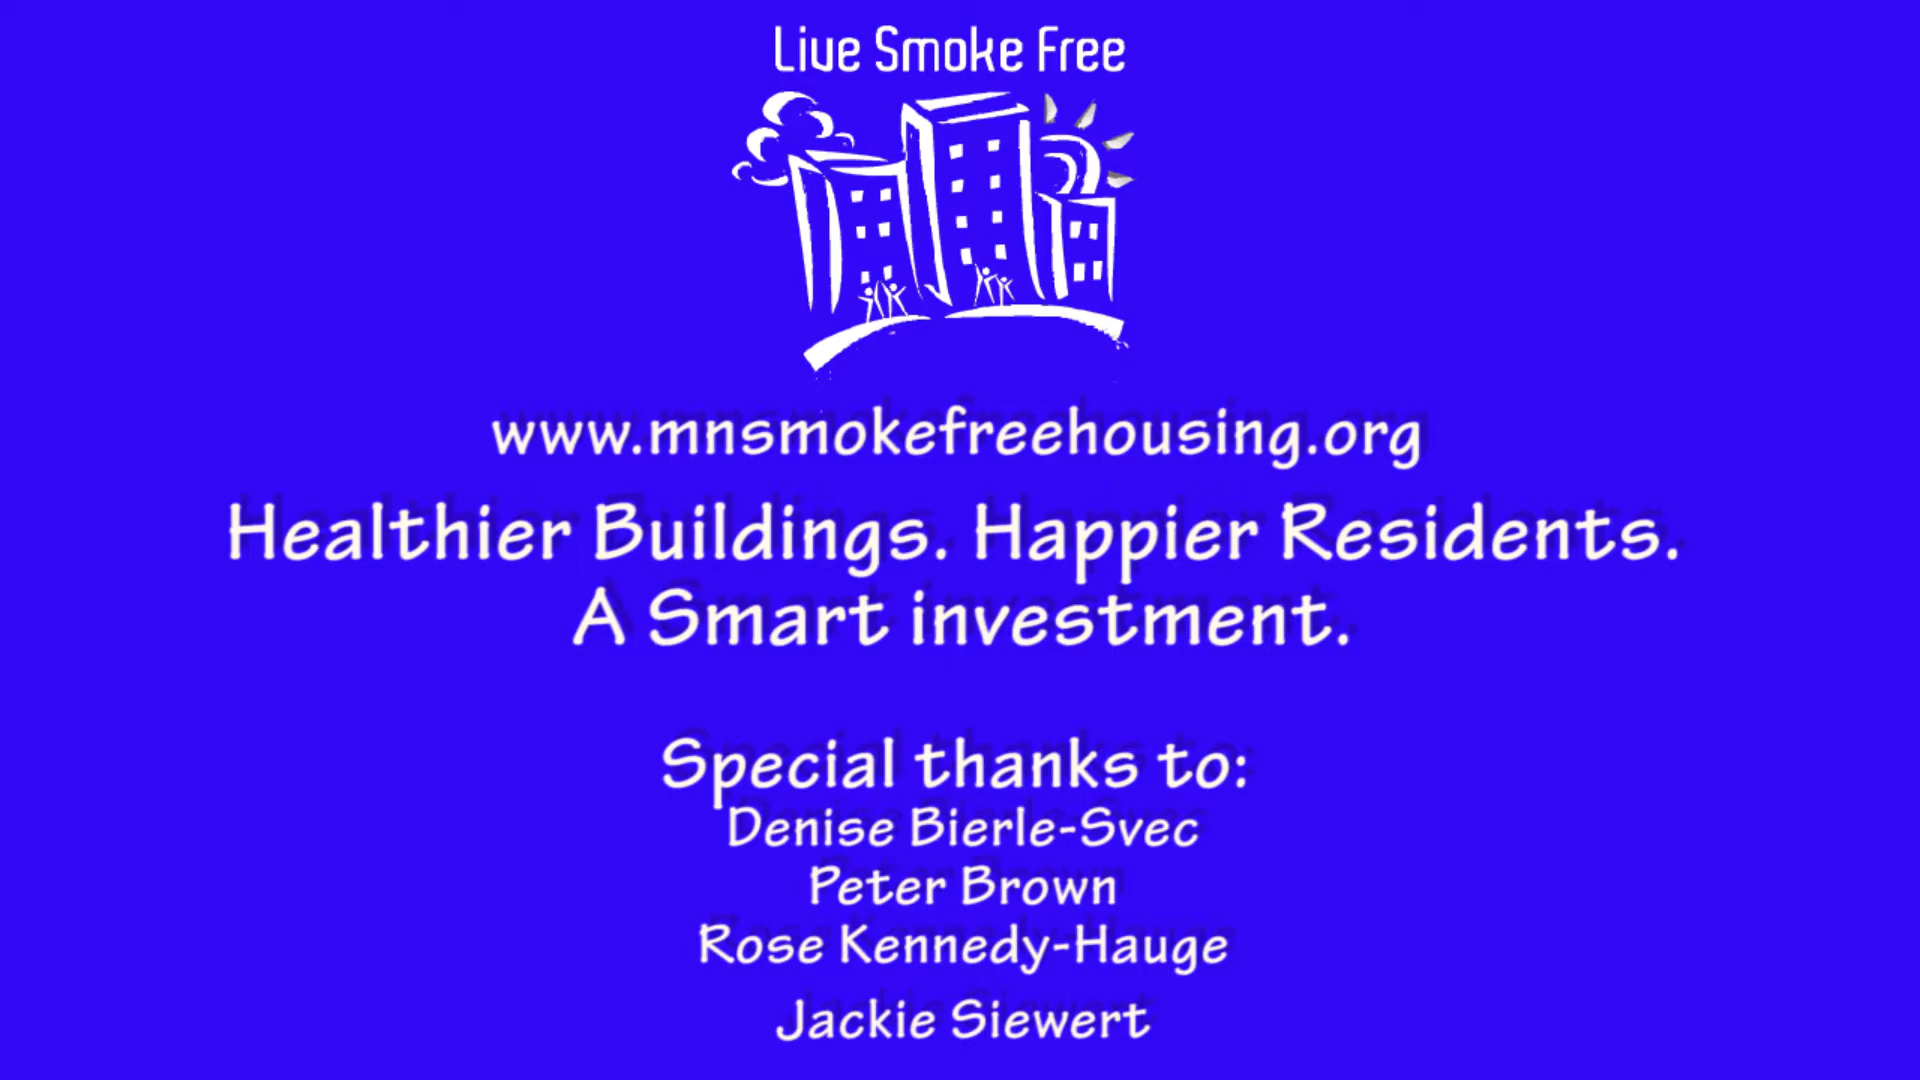 Live Smoke Free
www.mnsmokefreehousing.org
Healthier Buildings. Happier Residents.
A Smart investment.
Special thanks to:
Denise Bierle-Svec
Peter Brown
Rose Kennedy-Hauge
Jackie Siewert